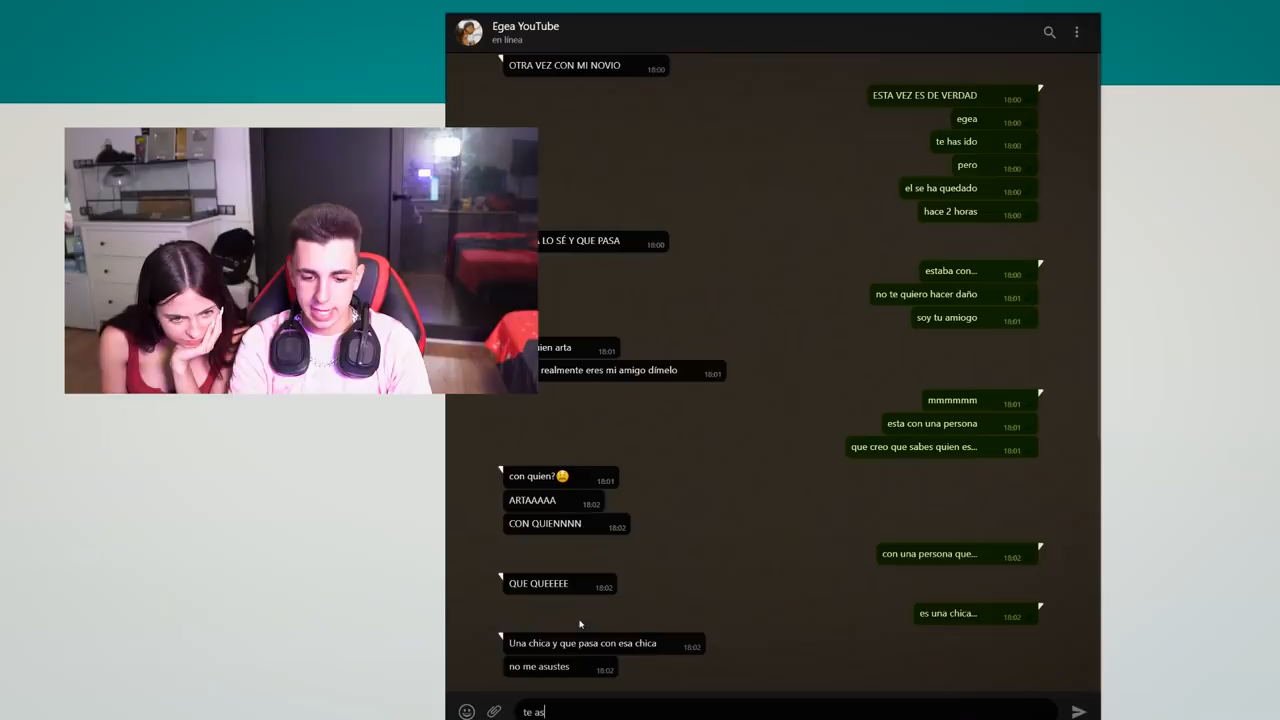 Egea YouTube
en línea
OTRA VEZ CON MI NOVIO
18:00
ESTA VEZ ES DE VERDAD
18:00
egea
18:00
te has ido
18:00
pero
18:00
el se ha quedado
18:00
hace 2 horas
18:00
LO SÉ Y QUE PASA
18:00
estaba con...
18:00
no te quiero hacer daño
18:01
soy tu amiogo
18:01
arta
18:01
realmente eres mi amigo dímelo
18:01
mmmmmm
18:01
esta con una persona
18:01
que creo que sabes quien es...
18:01
con quien?😫
18:01
ARTAAAAA
18:02
CON QUIENNNN
18:02
con una persona que...
18:02
QUE QUEEEEE
18:02
es una chica...
18:02
Una chica y que pasa con esa chica
18:02
no me asustes
18:02
te as